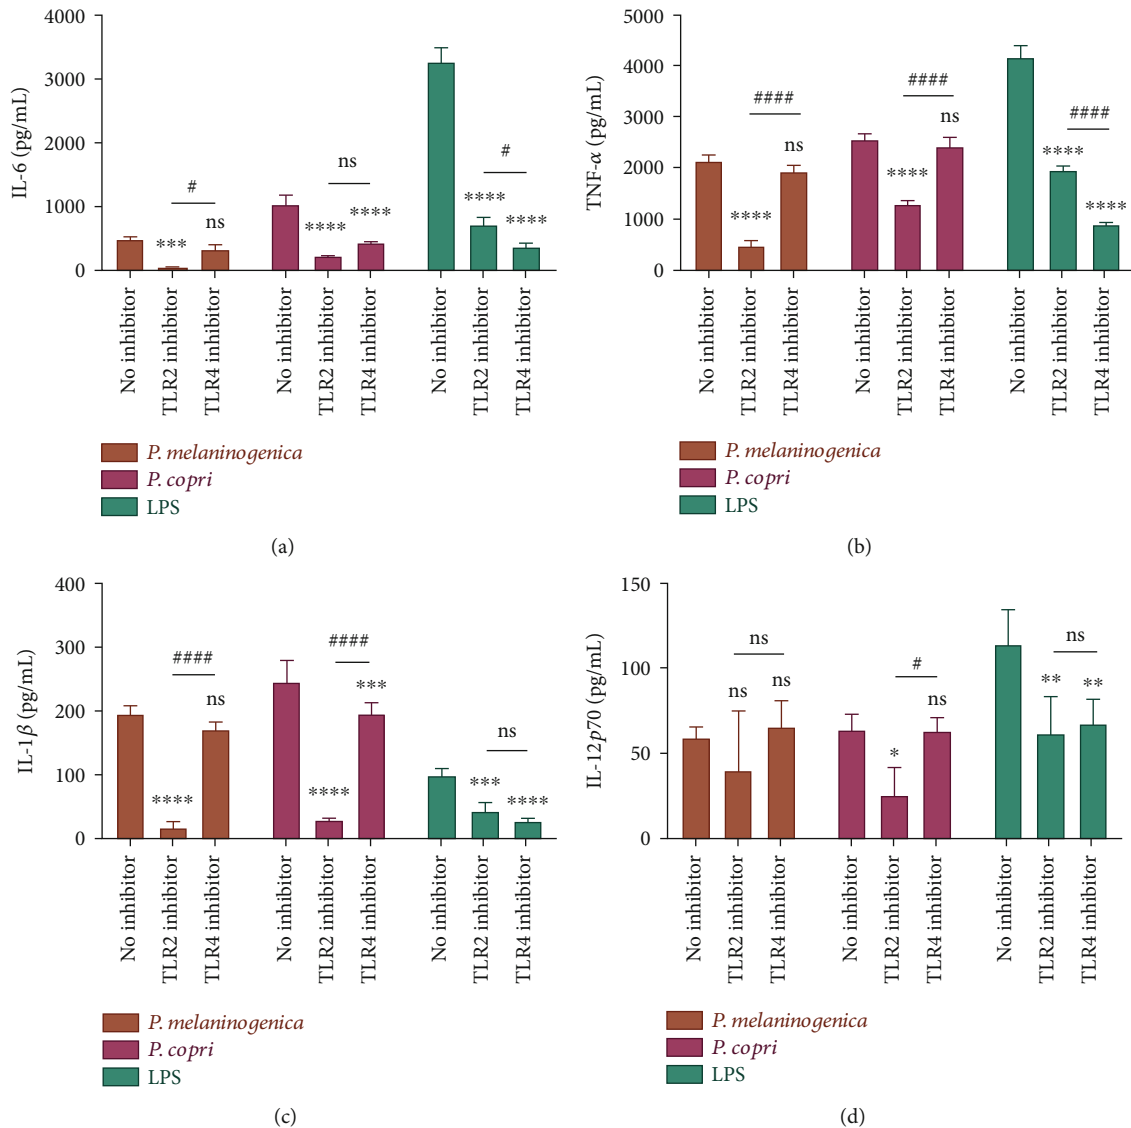 4000
3000
2000
1000
0
IL-6 (pg/mL)
#
ns
#
***
ns
****
****
****
****
No inhibitor
TLR2 inhibitor
TLR4 inhibitor
No inhibitor
TLR2 inhibitor
TLR4 inhibitor
No inhibitor
TLR2 inhibitor
TLR4 inhibitor
P. melaninogenica
P. copri
LPS
(a)
5000
4000
3000
2000
1000
0
TNF-α (pg/mL)
####
####
####
****
ns
****
ns
****
****
No inhibitor
TLR2 inhibitor
TLR4 inhibitor
No inhibitor
TLR2 inhibitor
TLR4 inhibitor
No inhibitor
TLR2 inhibitor
TLR4 inhibitor
P. melaninogenica
P. copri
LPS
(b)
400
300
200
100
0
IL-1β (pg/mL)
####
####
ns
****
ns
****
***
***
****
No inhibitor
TLR2 inhibitor
TLR4 inhibitor
No inhibitor
TLR2 inhibitor
TLR4 inhibitor
No inhibitor
TLR2 inhibitor
TLR4 inhibitor
P. melaninogenica
P. copri
LPS
(c)
150
100
50
0
IL-12p70 (pg/mL)
ns
#
ns
ns
ns
*
ns
**
**
No inhibitor
TLR2 inhibitor
TLR4 inhibitor
No inhibitor
TLR2 inhibitor
TLR4 inhibitor
No inhibitor
TLR2 inhibitor
TLR4 inhibitor
P. melaninogenica
P. copri
LPS
(d)